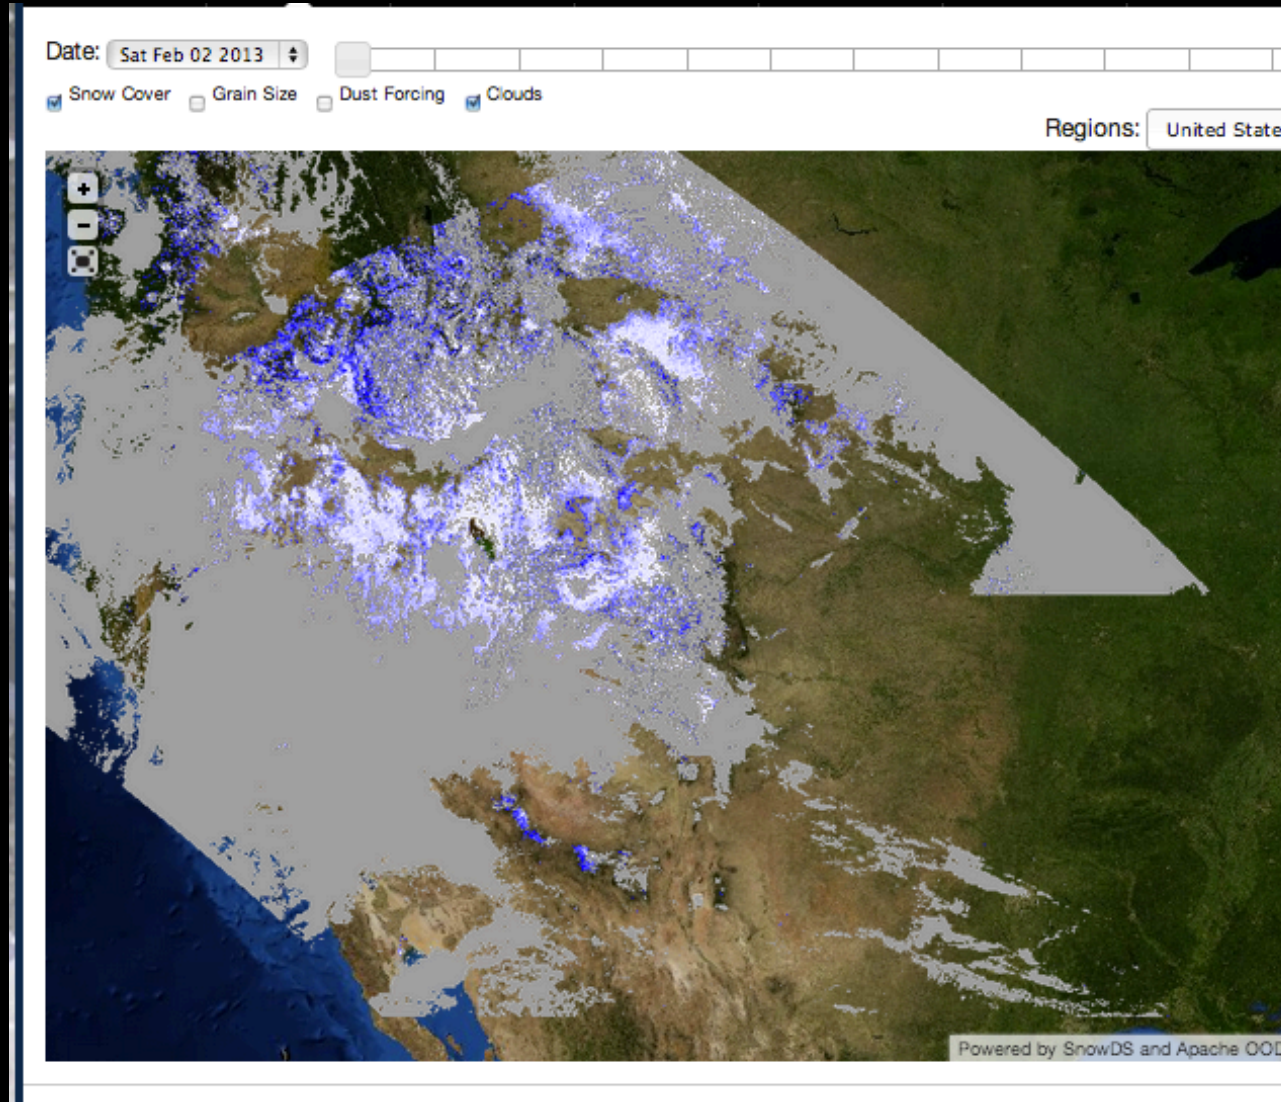 Date: Sat Feb 02 2013
Snow Cover Grain Size Dust Forcing Clouds
Regions: United State
+
-
Powered by SnowDS and Apache OOD